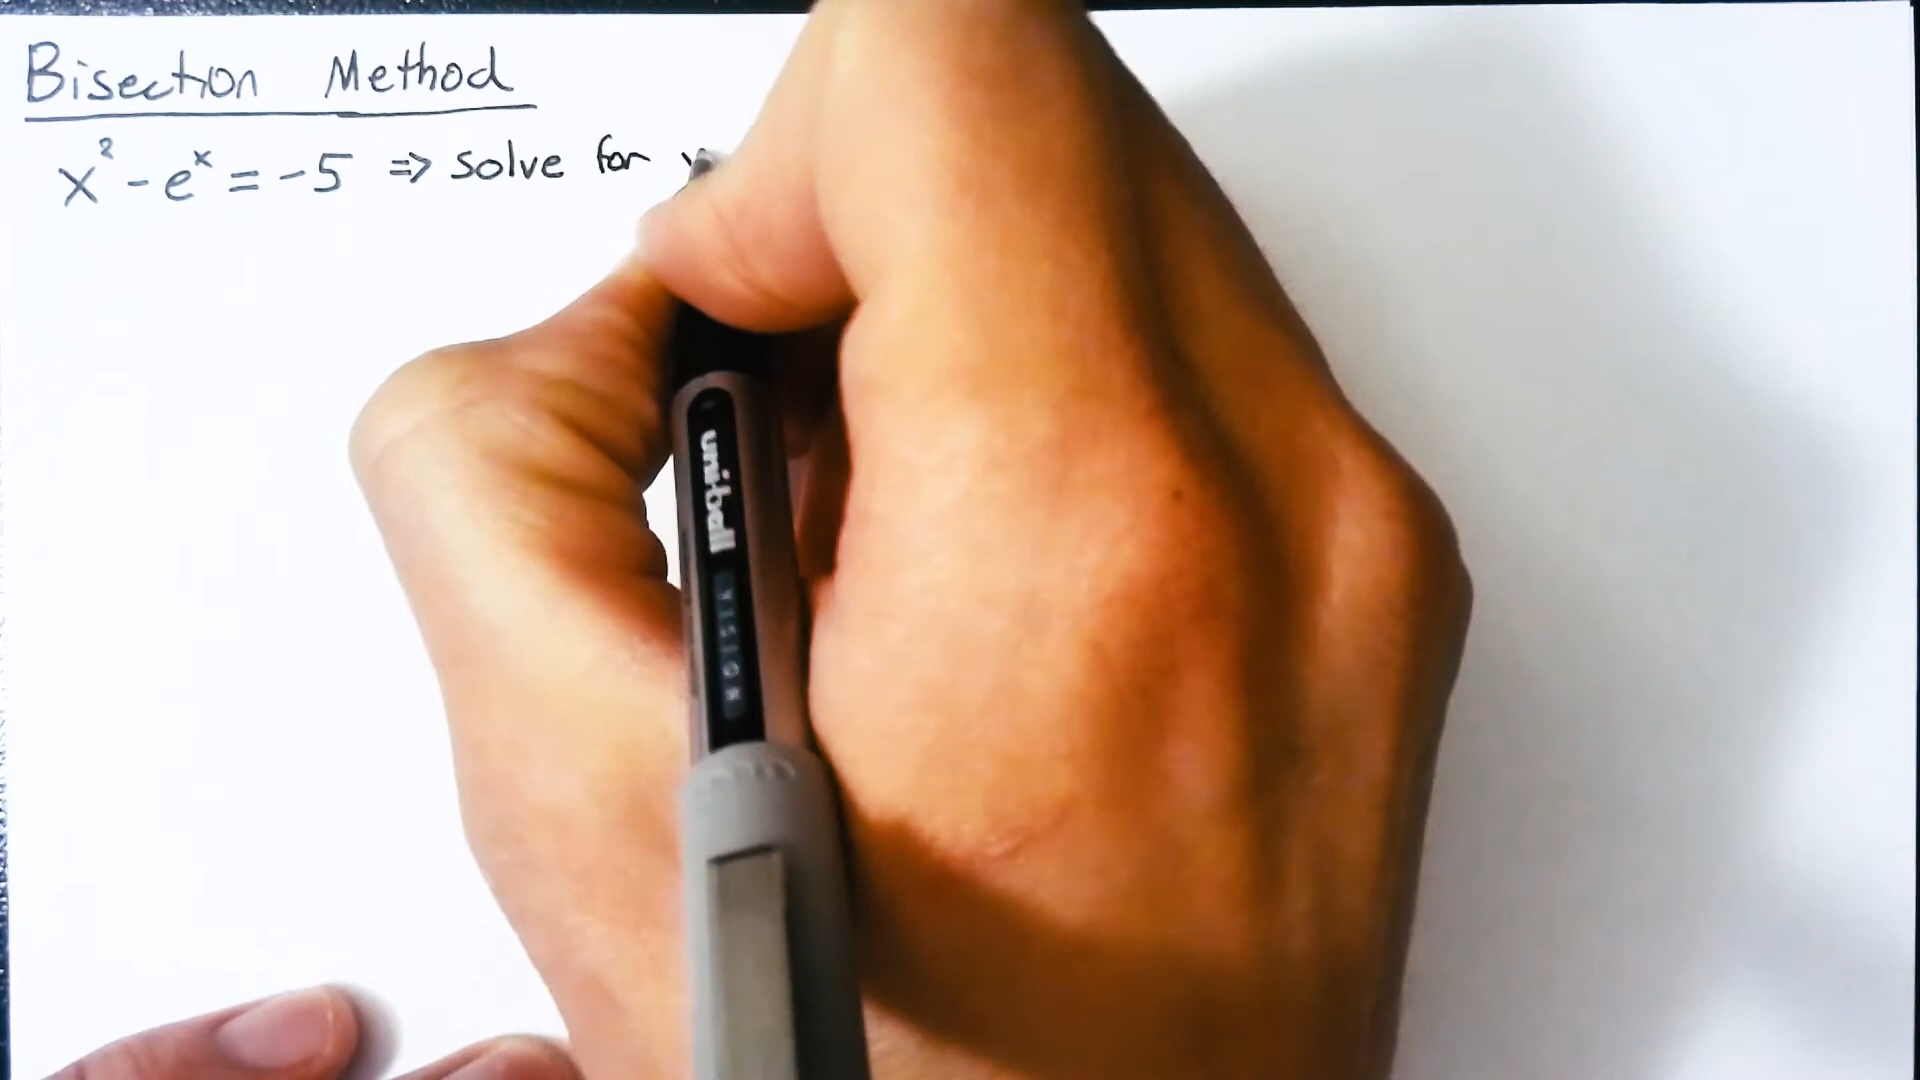 Bisection Method
x² - eˣ = -5 ⇒ solve for x
uni-ball
VISION